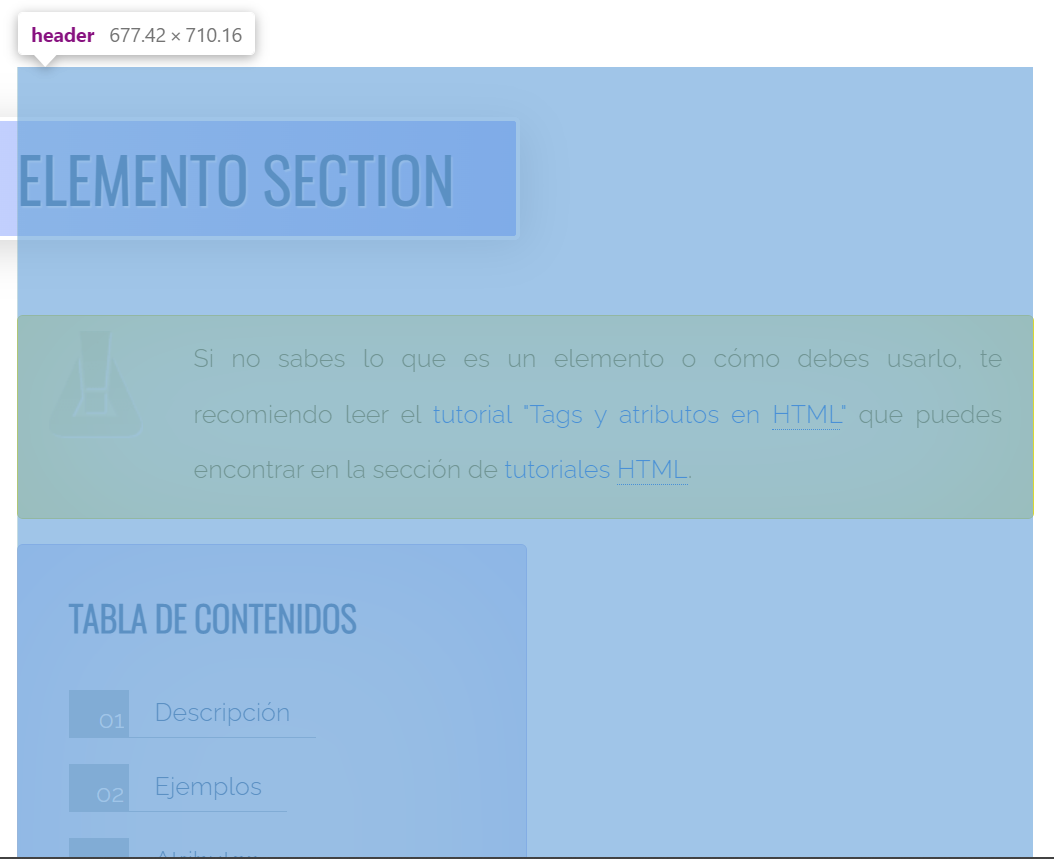 header 677.42 × 710.16
ELEMENTO SECTION
Si no sabes lo que es un elemento o cómo debes usarlo, te
recomiendo leer el tutorial "Tags y atributos en HTML" que puedes
encontrar en la sección de tutoriales HTML.
TABLA DE CONTENIDOS
01 Descripción
02 Ejemplos